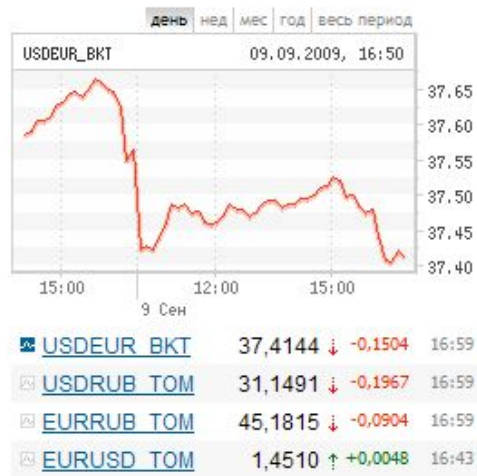 день нед мес год весь период
USDEUR_BKT 09.09.2009, 16:50
37.65
37.60
37.55
37.50
37.45
37.40
15:00 12:00 15:00
9 Сен
USDEUR_BKT 37,4144 ↓ -0,1504 16:59
USDRUB_TOM 31,1491 ↓ -0,1967 16:59
EURRUB_TOM 45,1815 ↓ -0,0904 16:59
EURUSD_TOM 1,4510 ↑ +0,0048 16:43